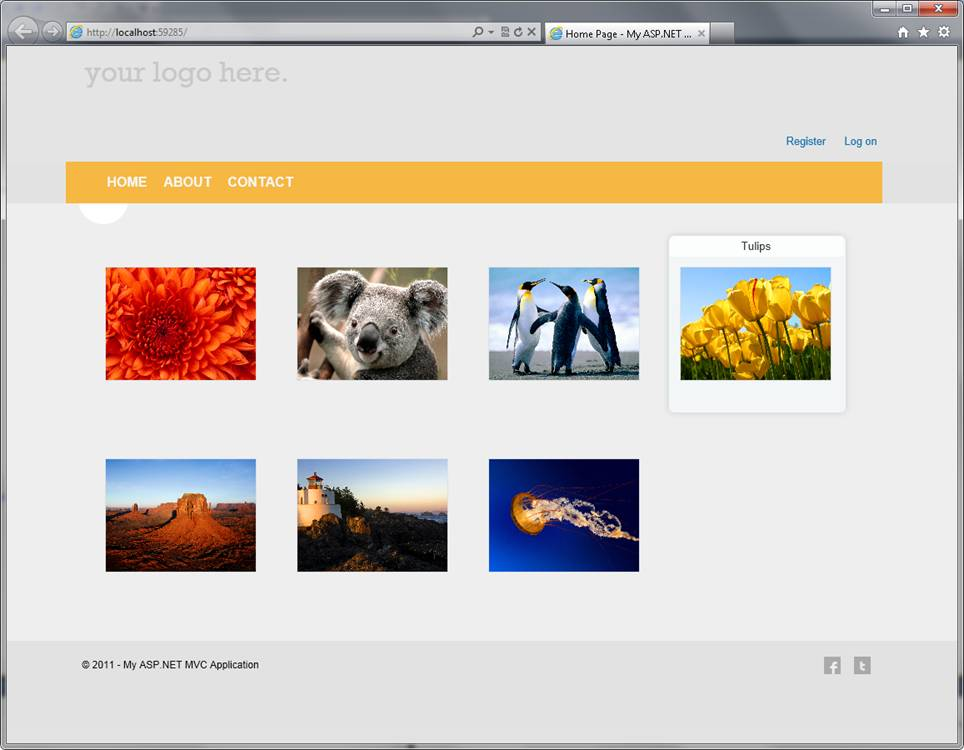 http://localhost:59285/
Home Page - My ASP.NET ...
your logo here.
Register Log on
HOME ABOUT CONTACT
Tulips
© 2011 - My ASP.NET MVC Application